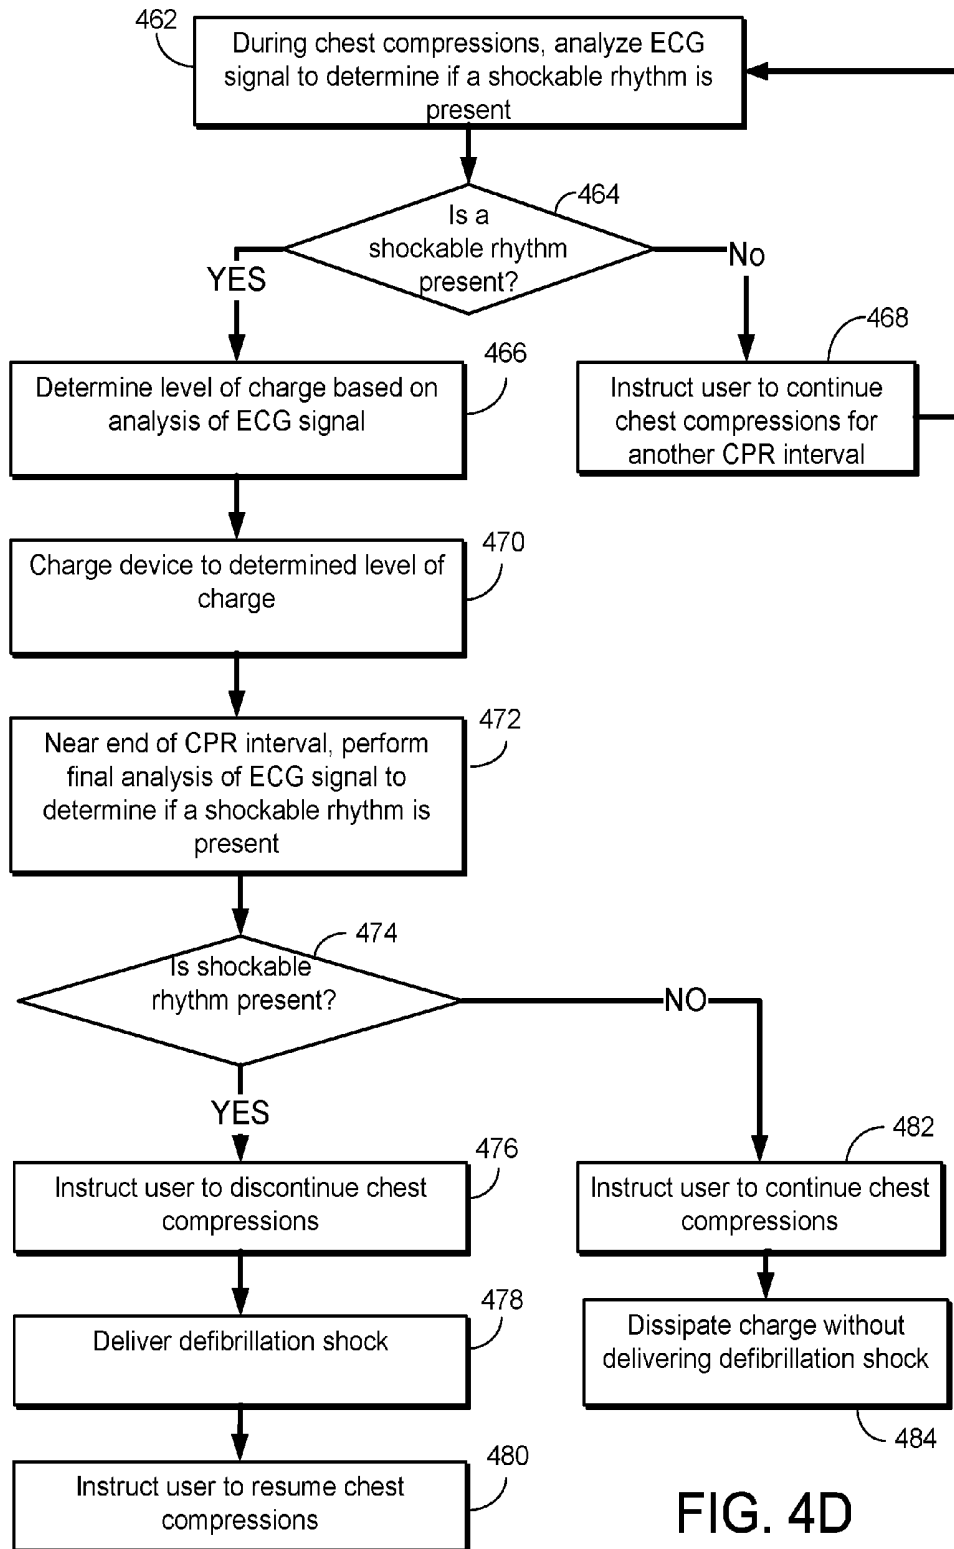 462
During chest compressions, analyze ECG
signal to determine if a shockable rhythm is
present
464
Is a
shockable rhythm
present?
YES
No
466
Determine level of charge based on
analysis of ECG signal
468
Instruct user to continue
chest compressions for
another CPR interval
470
Charge device to determined level of
charge
472
Near end of CPR interval, perform
final analysis of ECG signal to
determine if a shockable rhythm is
present
474
Is shockable
rhythm present?
NO
YES
476
Instruct user to discontinue chest
compressions
482
Instruct user to continue chest
compressions
478
Deliver defibrillation shock
Dissipate charge without
delivering defibrillation shock
484
480
Instruct user to resume chest
compressions
FIG. 4D